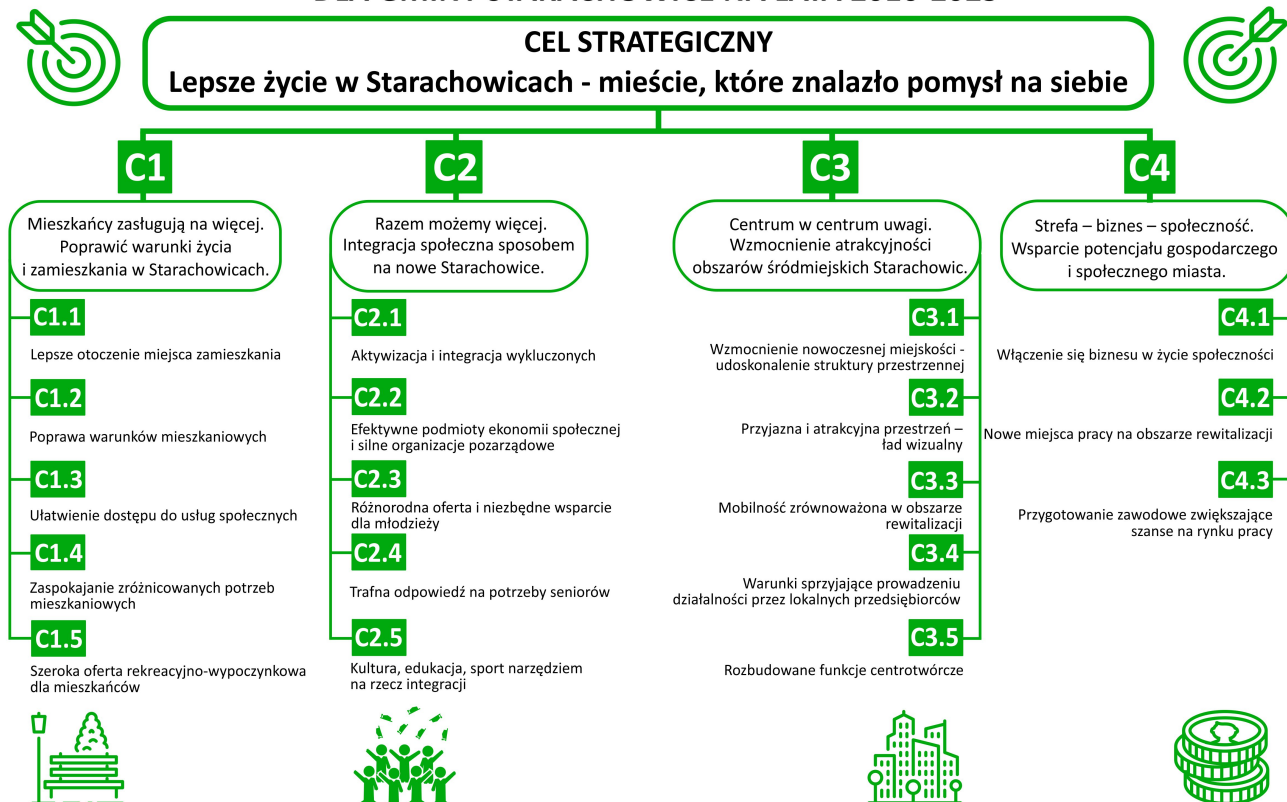 DLA GMINY STARACHOWICE NA LATA 2016-2023
CEL STRATEGICZNY
Lepsze życie w Starachowicach - mieście, które znalazło pomysł na siebie
C1
Mieszkańcy zasługują na więcej.
Poprawić warunki życia
i zamieszkania w Starachowicach.
C1.1
Lepsze otoczenie miejsca zamieszkania
C1.2
Poprawa warunków mieszkaniowych
C1.3
Ułatwienie dostępu do usług społecznych
C1.4
Zaspokajanie zróżnicowanych potrzeb
mieszkaniowych
C1.5
Szeroka oferta rekreacyjno-wypoczynkowa
dla mieszkańców
C2
Razem możemy więcej.
Integracja społeczna sposobem
na nowe Starachowice.
C2.1
Aktywizacja i integracja wykluczonych
C2.2
Efektywne podmioty ekonomii społecznej
i silne organizacje pozarządowe
C2.3
Różnorodna oferta i niezbędne wsparcie
dla młodzieży
C2.4
Trafna odpowiedź na potrzeby seniorów
C2.5
Kultura, edukacja, sport narzędziem
na rzecz integracji
C3
Centrum w centrum uwagi.
Wzmocnienie atrakcyjności
obszarów śródmiejskich Starachowic.
C3.1
Wzmocnienie nowoczesnej miejskości -
udoskonalenie struktury przestrzennej
C3.2
Przyjazna i atrakcyjna przestrzeń –
ład wizualny
C3.3
Mobilność zrównoważona w obszarze
rewitalizacji
C3.4
Warunki sprzyjające prowadzeniu
działalności przez lokalnych przedsiębiorców
C3.5
Rozbudowane funkcje centrotwórcze
C4
Strefa – biznes – społeczność.
Wsparcie potencjału gospodarczego
i społecznego miasta.
C4.1
Włączenie się biznesu w życie społeczności
C4.2
Nowe miejsca pracy na obszarze rewitalizacji
C4.3
Przygotowanie zawodowe zwiększające
szanse na rynku pracy